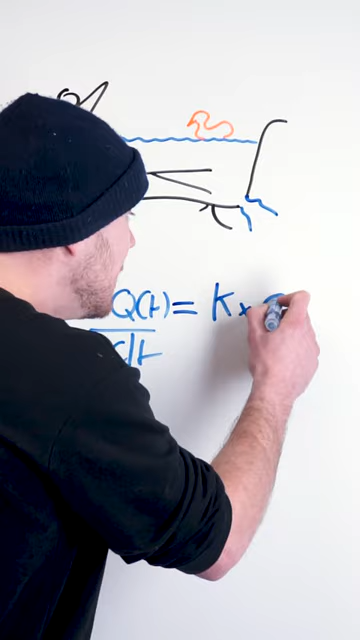 Q(t) = K ×
dt